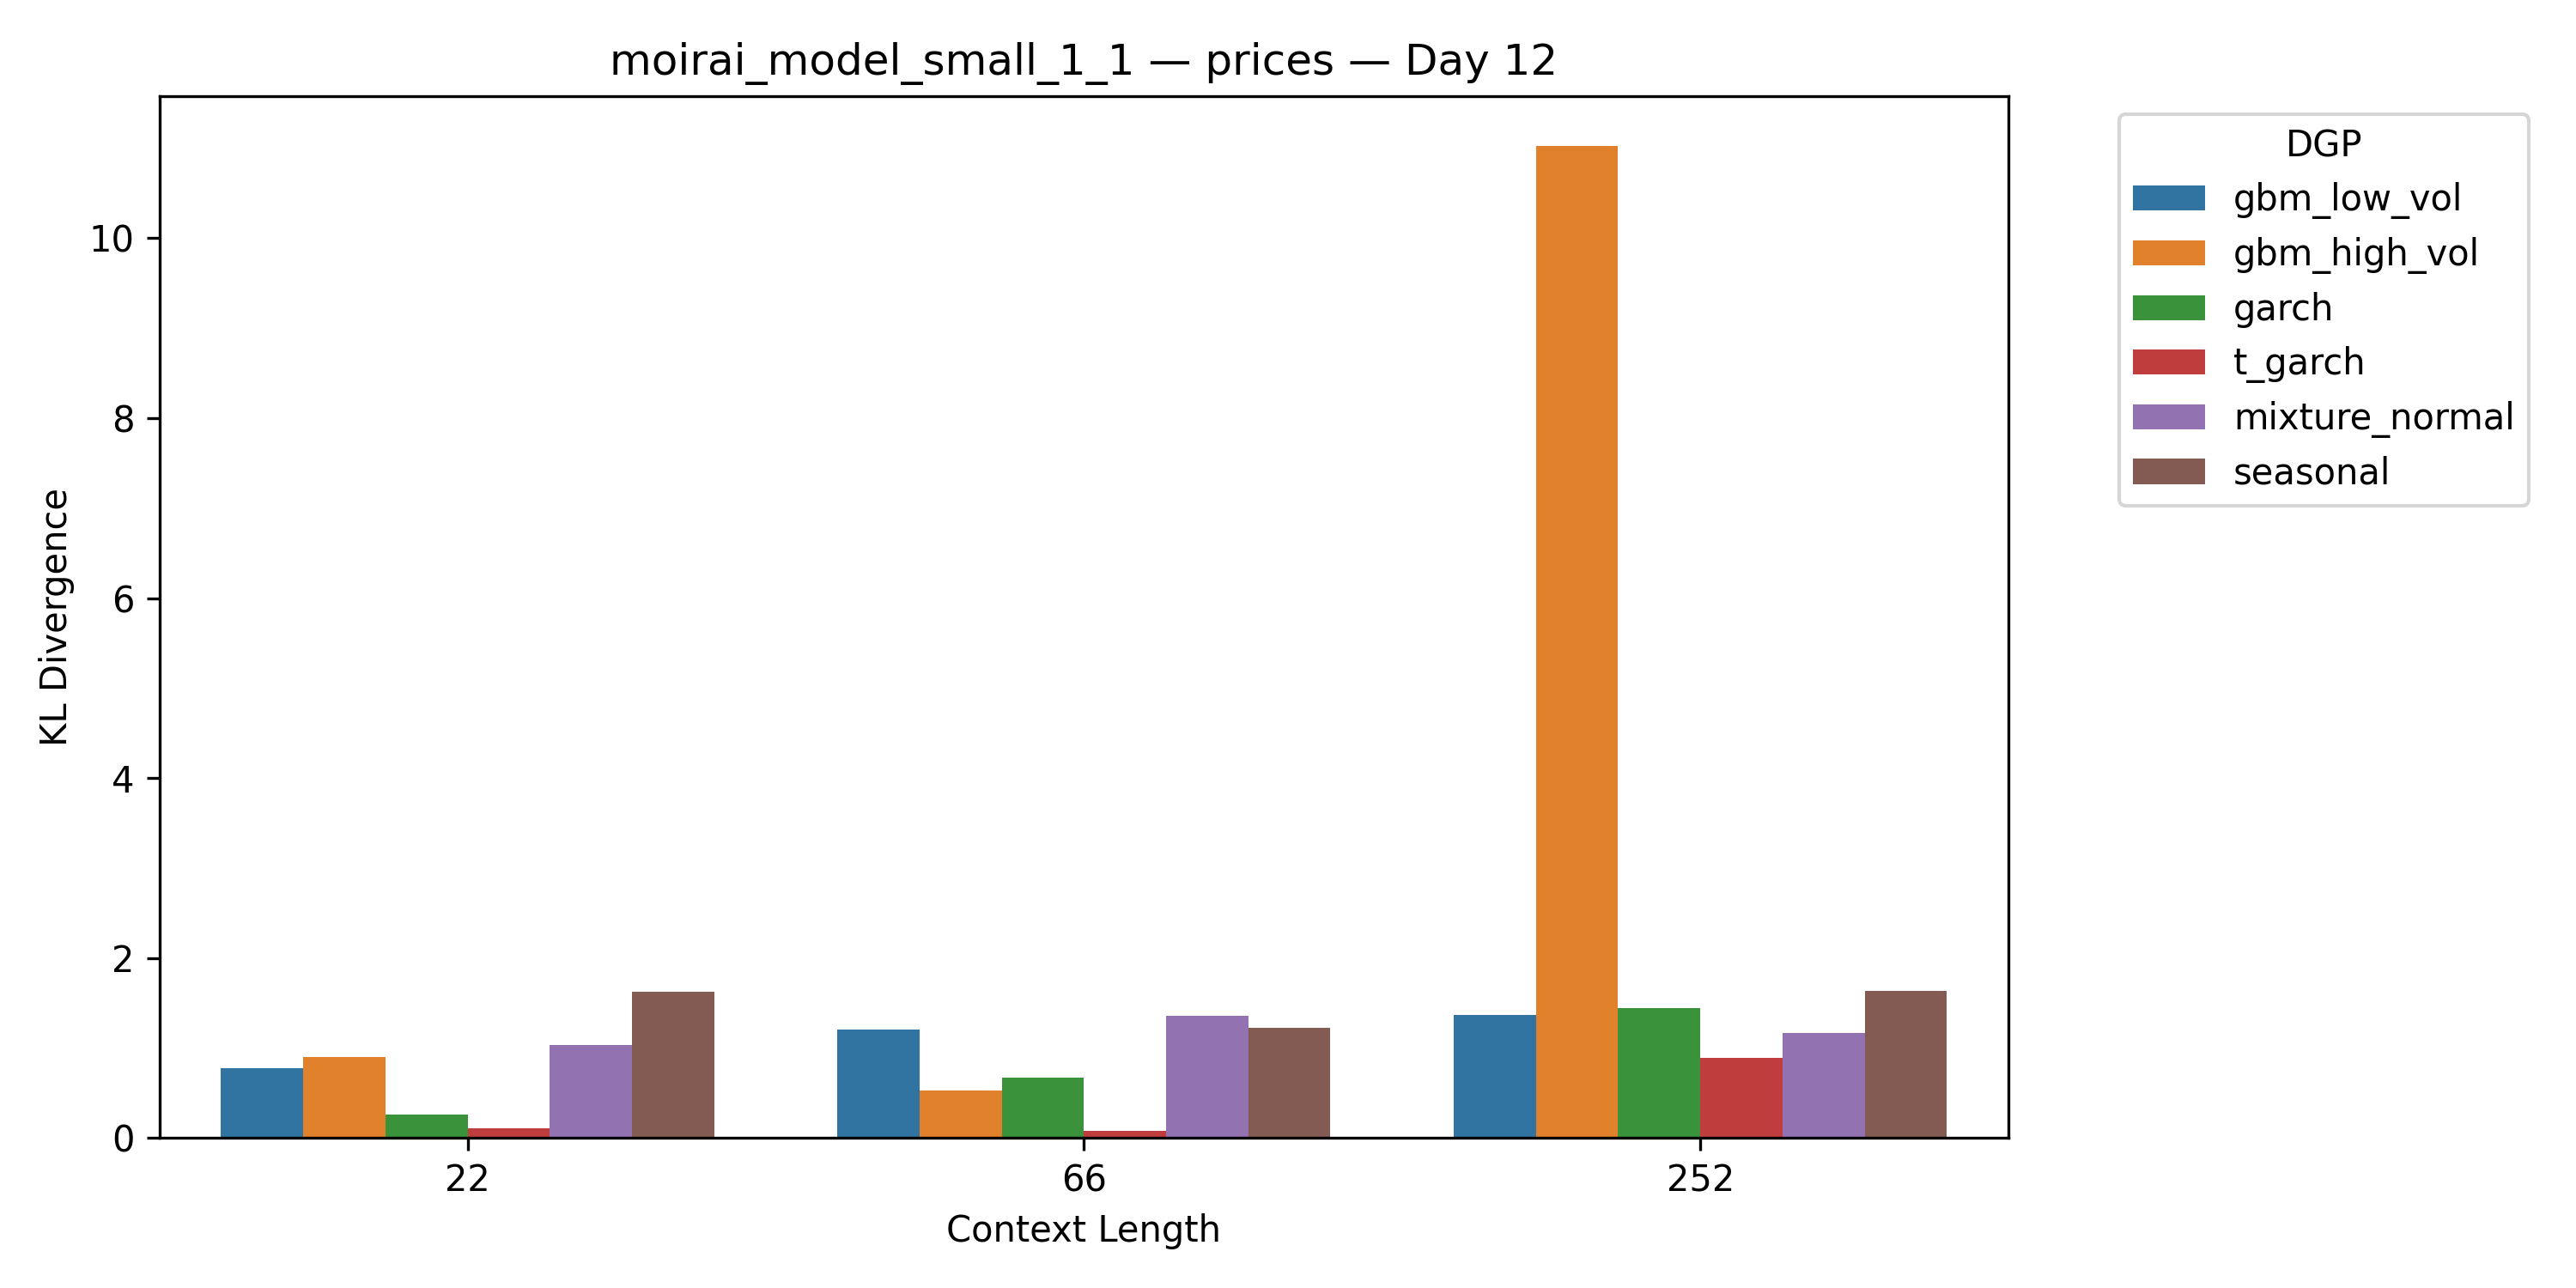 moirai_model_small_1_1 — prices — Day 12
KL Divergence
10
8
6
4
2
0
22
66
252
Context Length
DGP
gbm_low_vol
gbm_high_vol
garch
t_garch
mixture_normal
seasonal